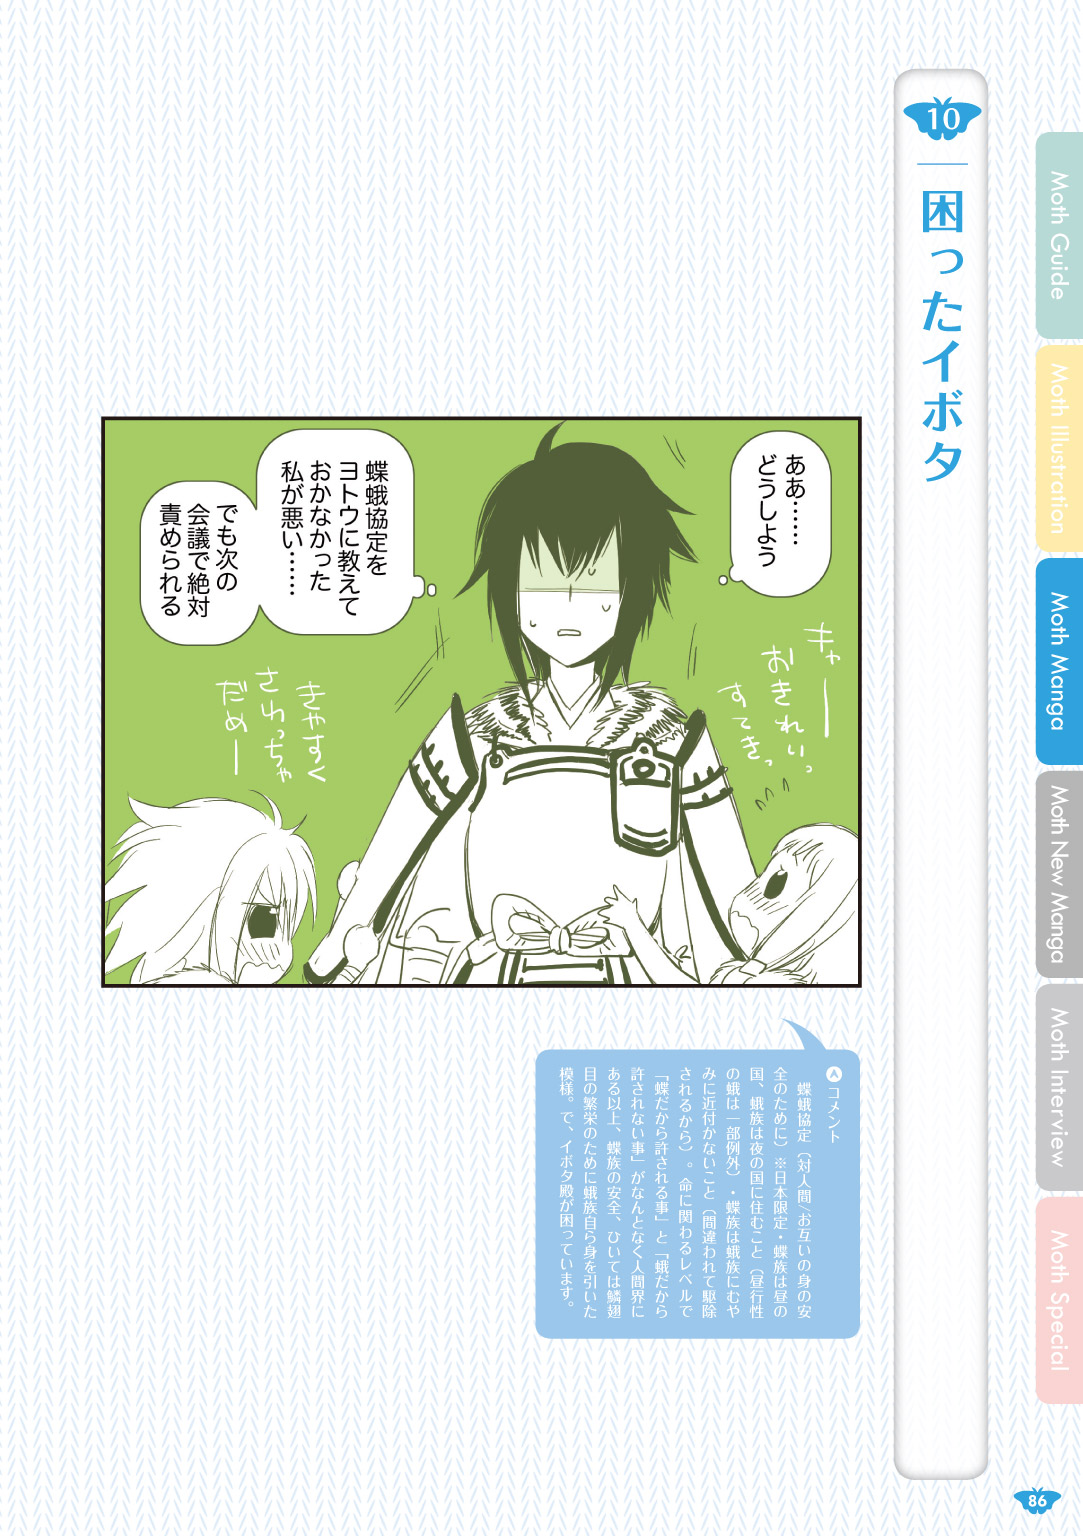 10
困ったイボタ
ああ……
どうしよう
蝶蛾協定を
ヨトウに教えて
おかなかった
私が悪い……
でも次の
会議で絶対
責められる
キャー
おきれいっ
すてきっ
きやすく
さわっちゃ
だめー
コメント
蝶蛾協定（対人間/お互いの身の安
全のために）※日本限定・蝶族は昼の
国、蛾族は夜の国に住むこと（昼行性
の蛾は一部例外）・蝶族は蛾族にむや
みに近付かないこと（間違われて駆除
されるから）。命に関わるレベルで
「蝶だから許される事」と「蛾だから
許されない事」がなんとなく人間界に
ある以上、蝶族の安全、ひいては鱗翅
目の繁栄のために蛾族自ら身を引いた
模様。で、イボタ殿が困っています。
Moth Guide
Moth Illustration
Moth Manga
Moth New Manga
Moth Interview
Moth Special
86